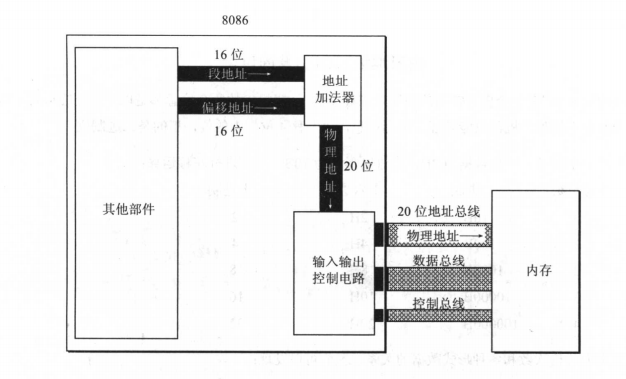 8086
16 位
段地址→
偏移地址→
16 位
地址
加法器
物理地址→
20 位
其他部件
输入输出
控制电路
20 位地址总线
物理地址→
数据总线
控制总线
内存